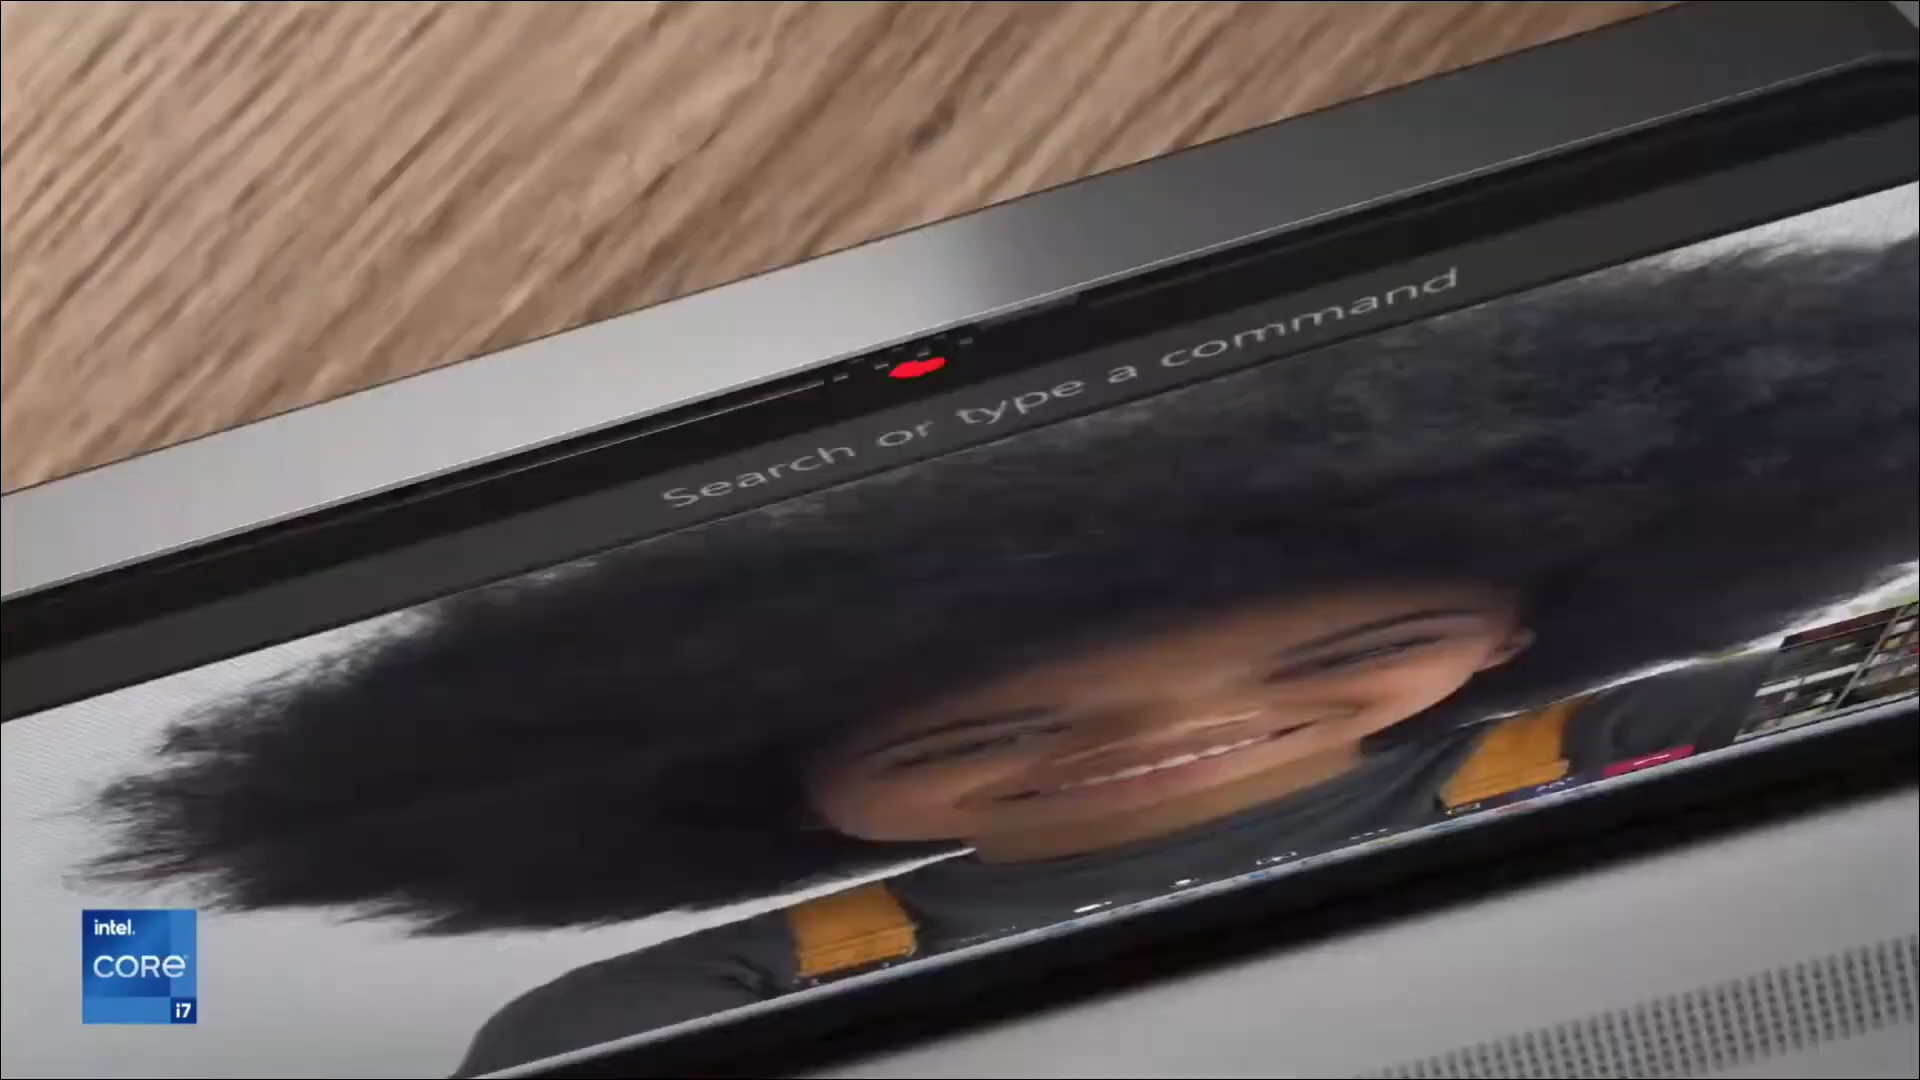 Search or type a command
intel.
CORE
i7